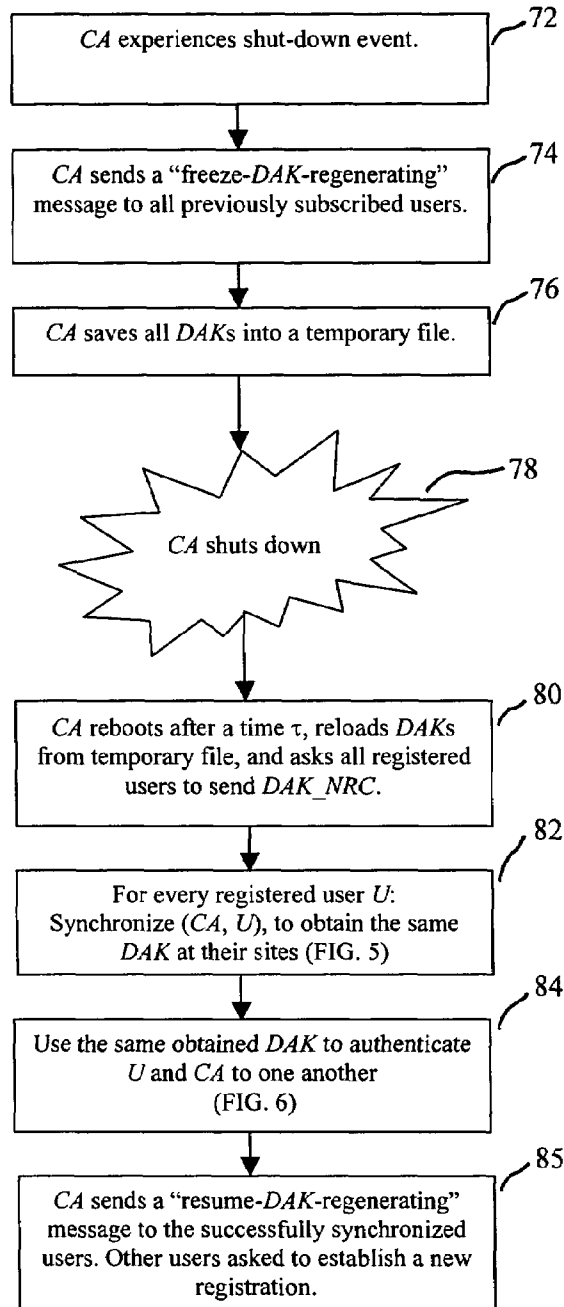 72
CA experiences shut-down event.
74
CA sends a “freeze-DAK-regenerating”
message to all previously subscribed users.
76
CA saves all DAKs into a temporary file.
78
CA shuts down
80
CA reboots after a time τ, reloads DAKs
from temporary file, and asks all registered
users to send DAK_NRC.
82
For every registered user U:
Synchronize (CA, U), to obtain the same
DAK at their sites (FIG. 5)
84
Use the same obtained DAK to authenticate
U and CA to one another
(FIG. 6)
85
CA sends a “resume-DAK-regenerating”
message to the successfully synchronized
users. Other users asked to establish a new
registration.